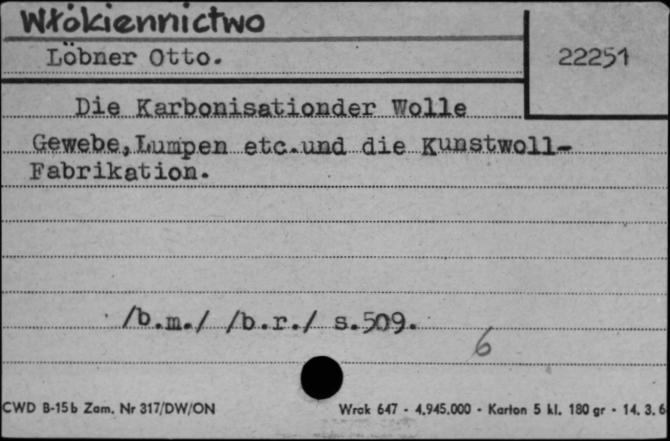 Włókiennictwo
Löbner Otto.
22251
Die Karbonisationder Wolle
Gewebe,Lumpen etc.und die Kunstwoll-
Fabrikation.
/b.m./ /b.r./ s.509.
6
CWD B-15b Zam. Nr 317/DW/ON
Wrak 647 - 4.945.000 - Karton 5 kl. 180 gr - 14. 3. 6